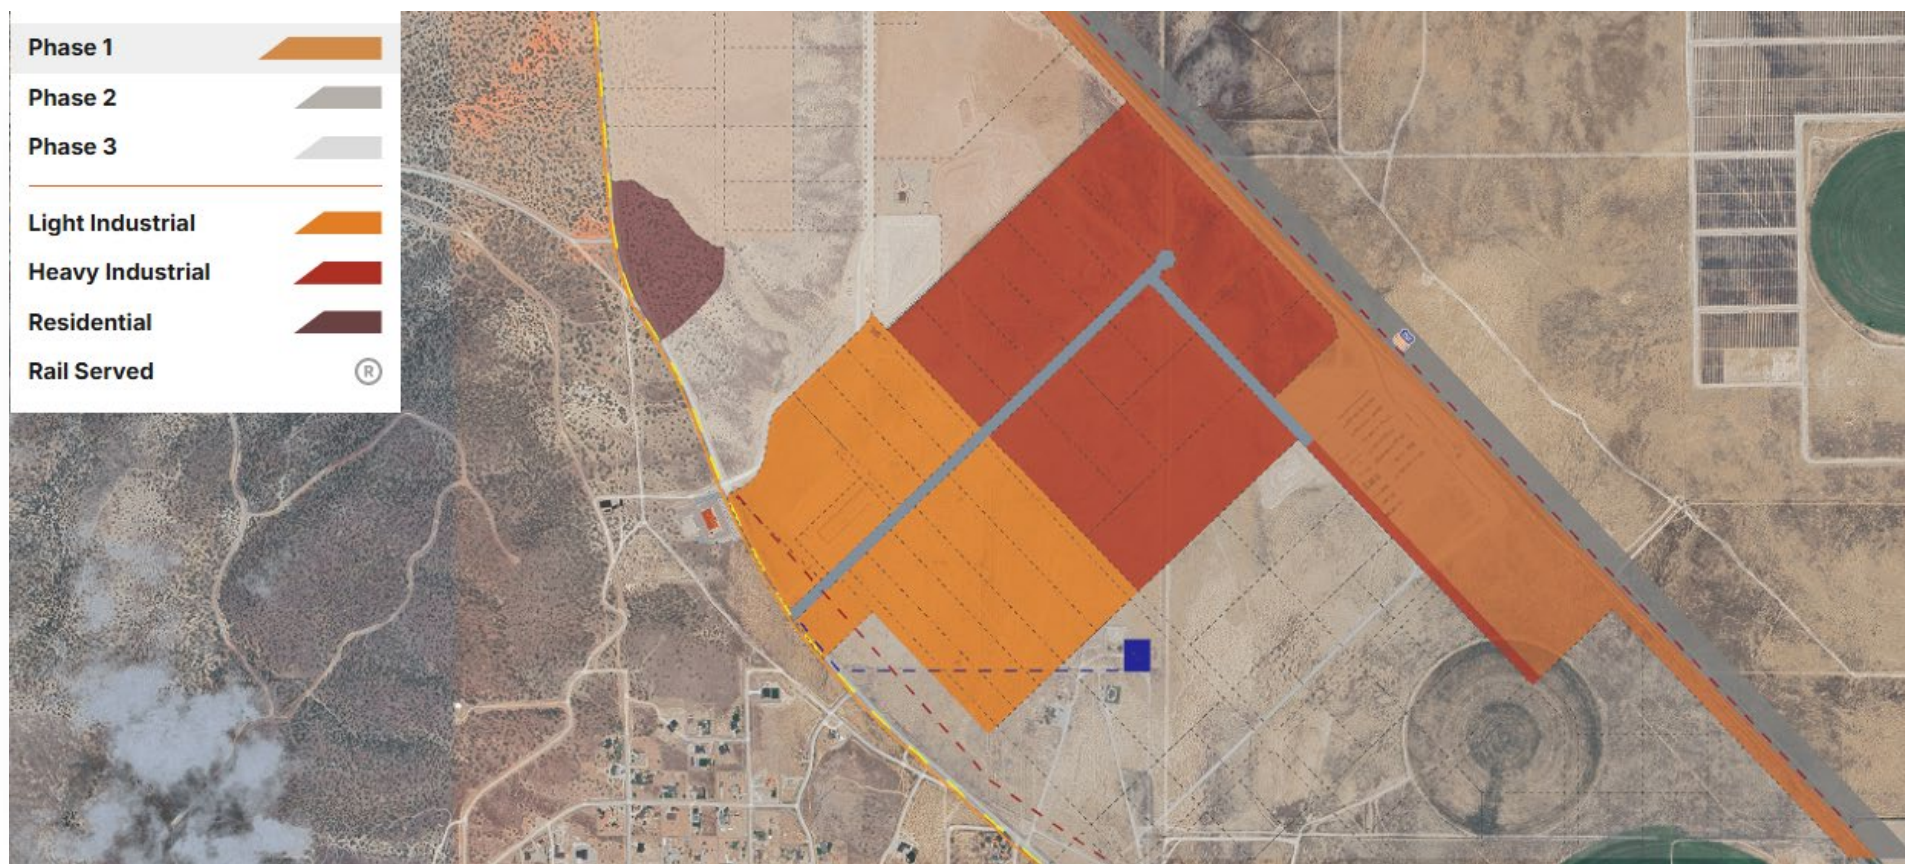 Phase 1
Phase 2
Phase 3
Light Industrial
Heavy Industrial
Residential
Rail Served
R